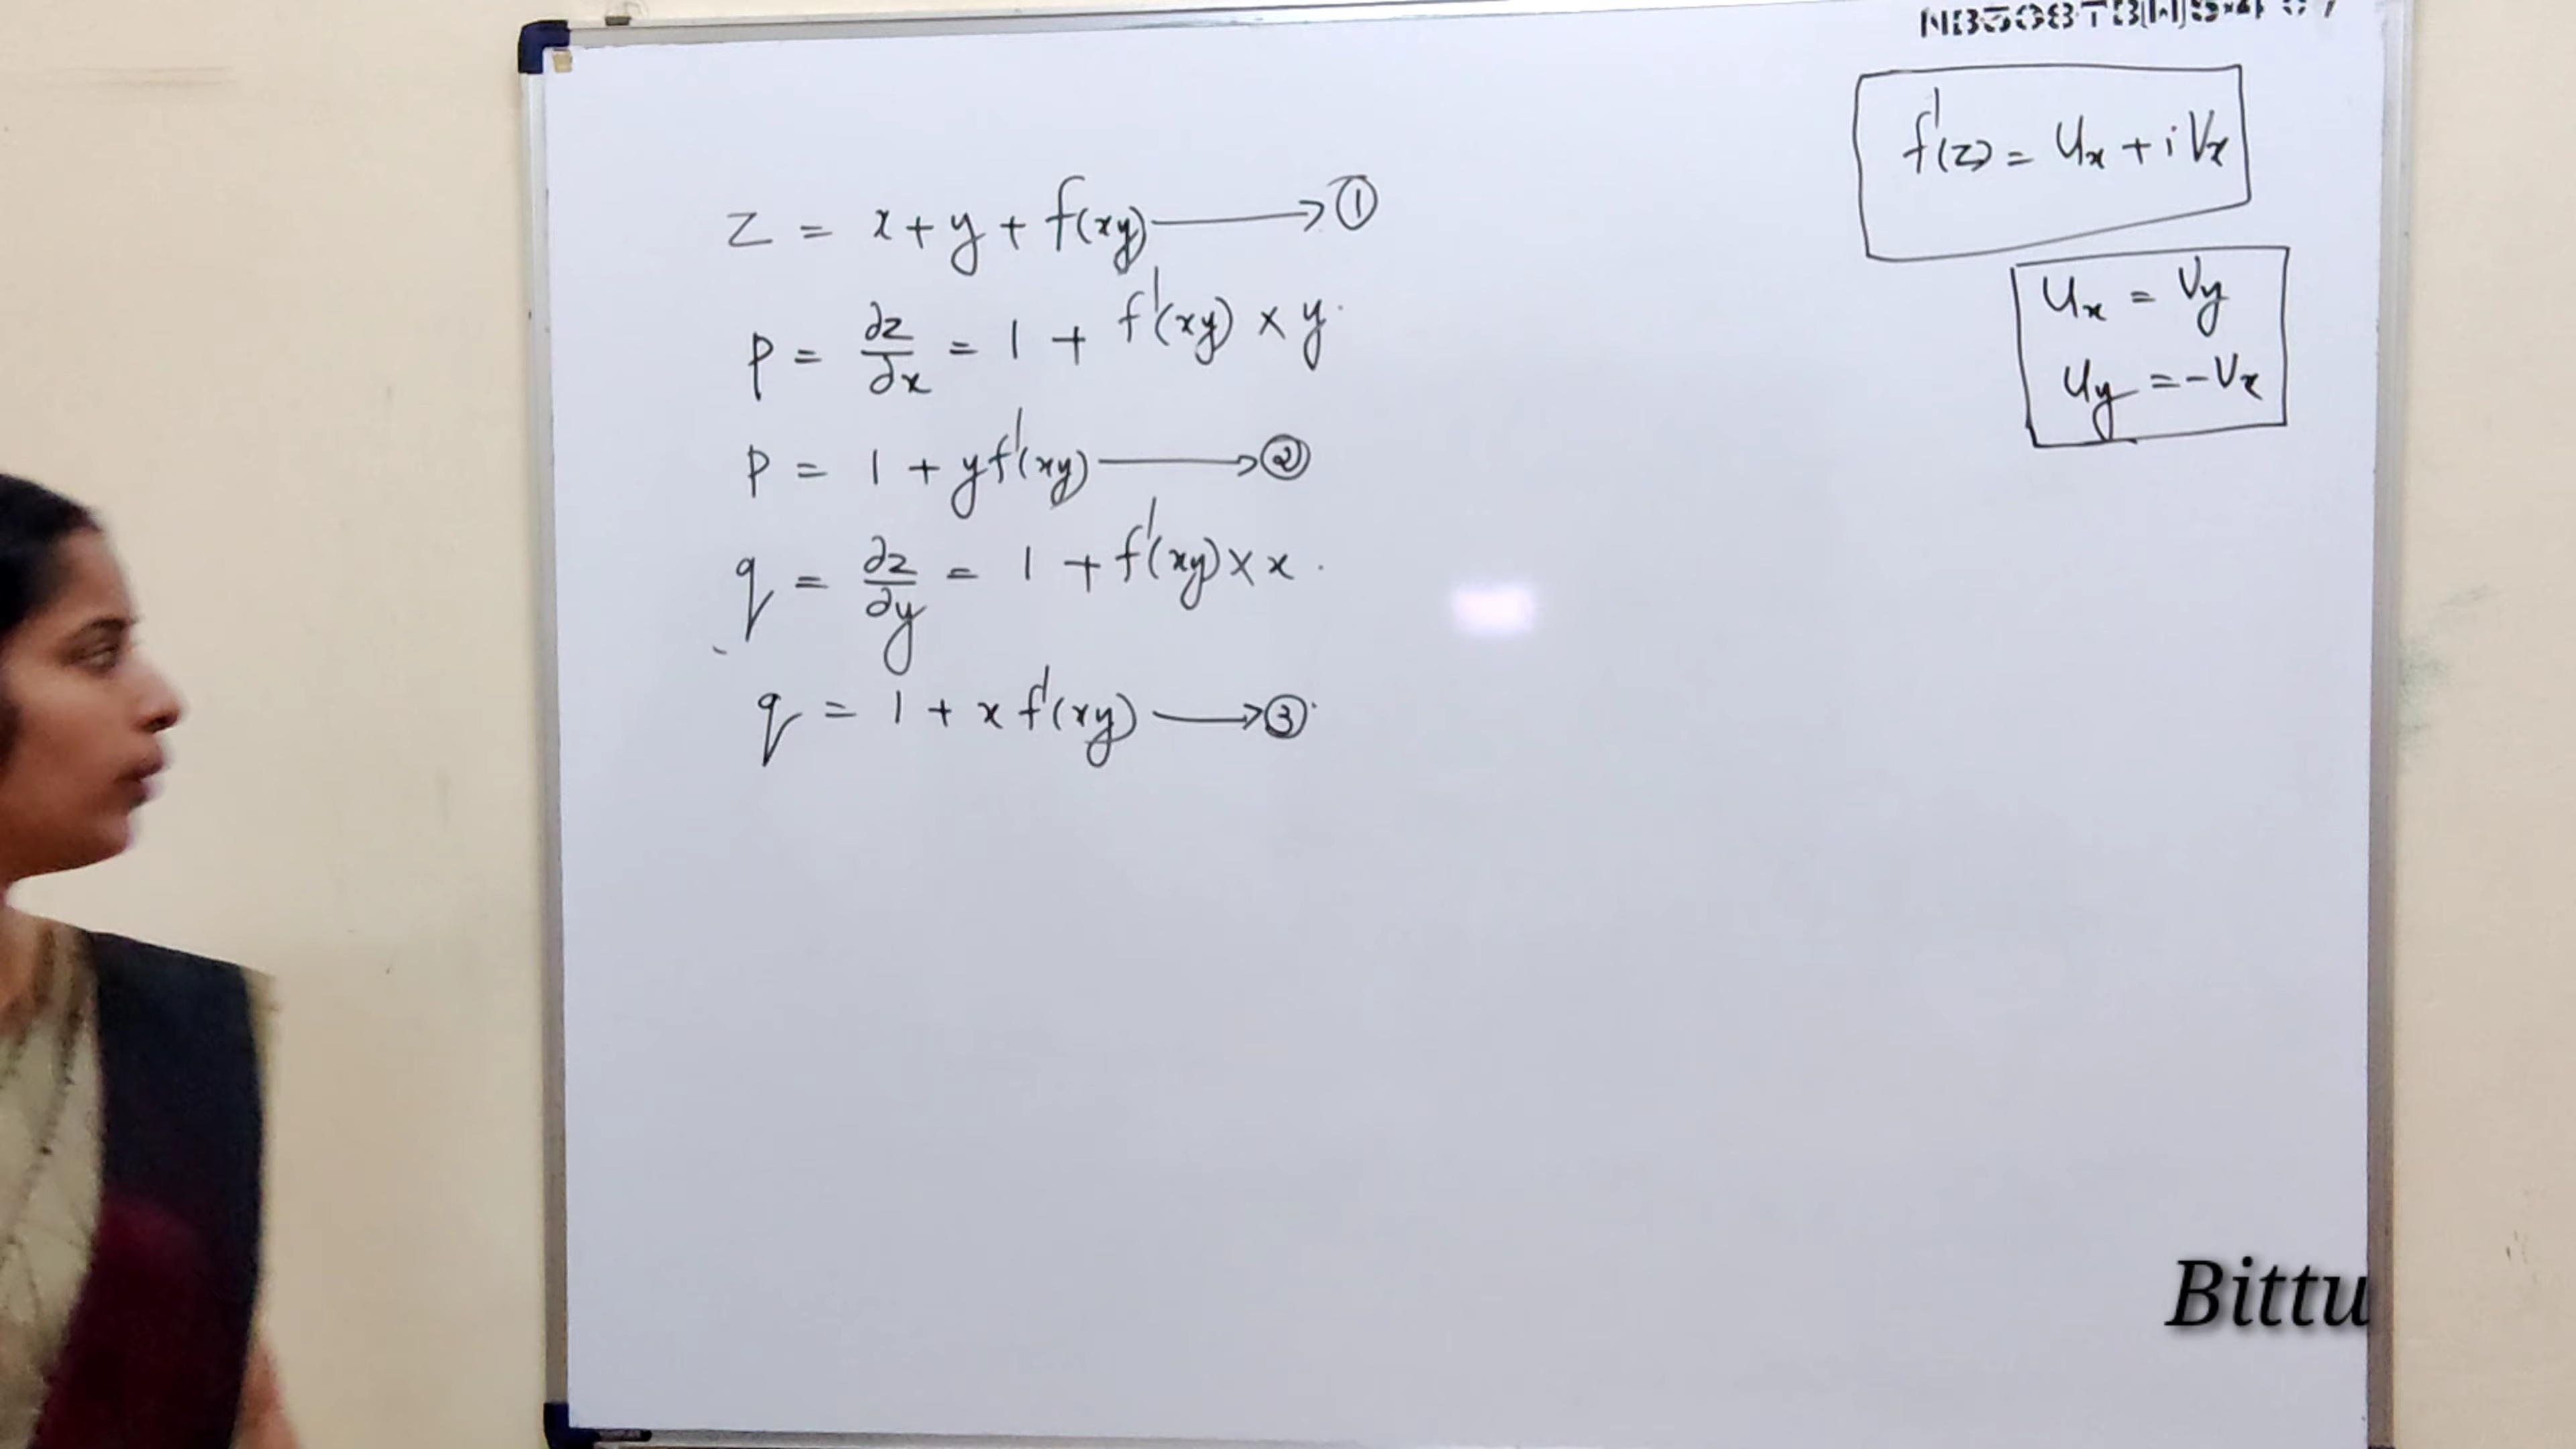 z = x + y + f(xy) ⟶ ①
p = ∂z/∂x = 1 + f'(xy) × y
p = 1 + yf'(xy) ⟶ ②
q = ∂z/∂y = 1 + f'(xy) × x
q = 1 + x f'(xy) ⟶ ③
f'(z) = Ux + iVx
Ux = Vy
Uy = -Vx
Bittu